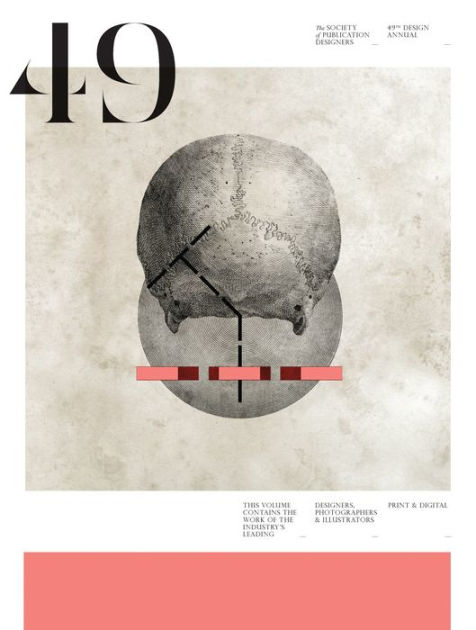 49
The SOCIETY
of PUBLICATION
DESIGNERS
49TH DESIGN
ANNUAL
THIS VOLUME
CONTAINS THE
WORK OF THE
INDUSTRY'S
LEADING
DESIGNERS,
PHOTOGRAPHERS
& ILLUSTRATORS
PRINT & DIGITAL